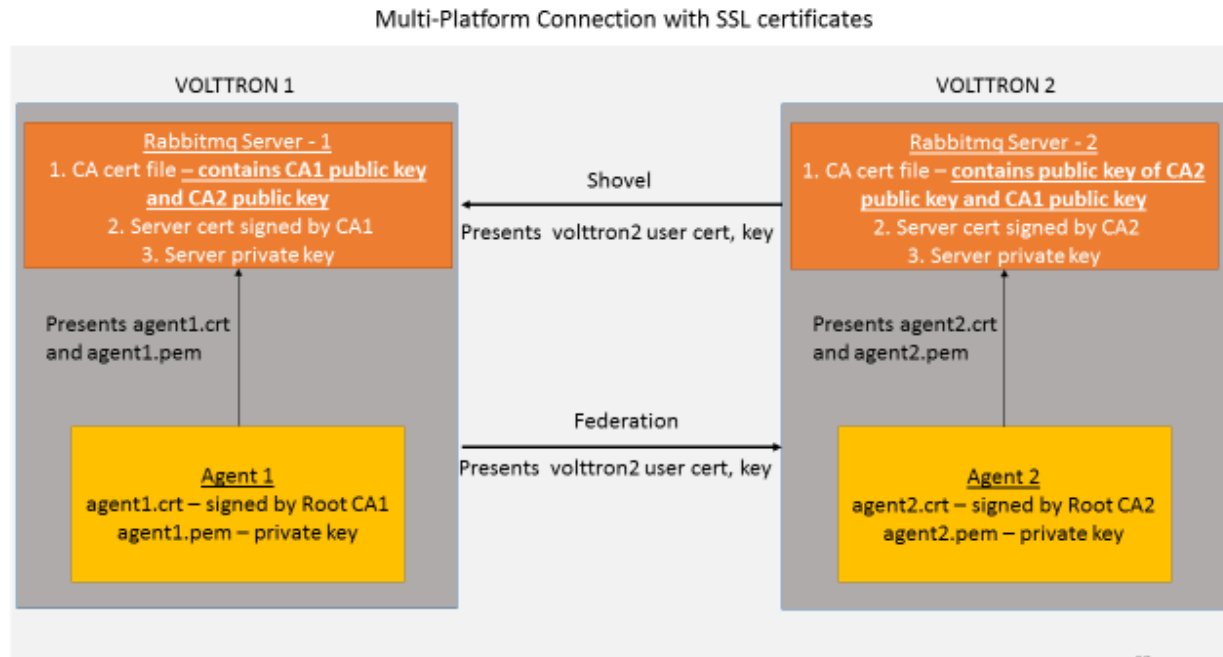 Multi-Platform Connection with SSL certificates
VOLTTRON 1
Rabbitmq Server - 1
1. CA cert file – contains CA1 public key
and CA2 public key
2. Server cert signed by CA1
3. Server private key
Presents agent1.crt
and agent1.pem
Agent 1
agent1.crt – signed by Root CA1
agent1.pem – private key
Shovel
Presents volttron2 user cert, key
Federation
Presents volttron2 user cert, key
VOLTTRON 2
Rabbitmq Server - 2
1. CA cert file – contains public key of CA2
public key and CA1 public key
2. Server cert signed by CA2
3. Server private key
Presents agent2.crt
and agent2.pem
Agent 2
agent2.crt – signed by Root CA2
agent2.pem – private key